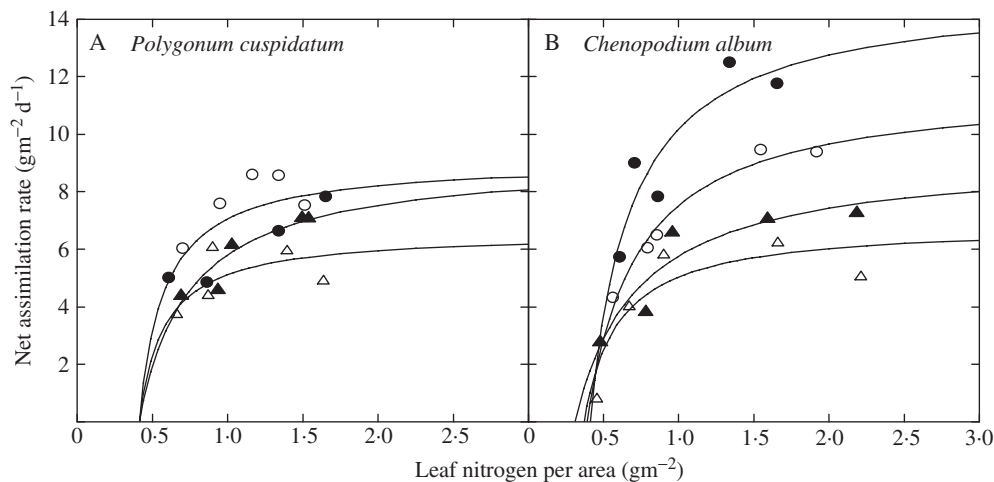 14
12
10
8
6
4
2
Net assimilation rate (gm−2 d−1)
A Polygonum cuspidatum
B Chenopodium album
0 0·5 1·0 1·5 2·0 2·5 0 0·5 1·0 1·5 2·0 2·5 3·0
Leaf nitrogen per area (gm−2)